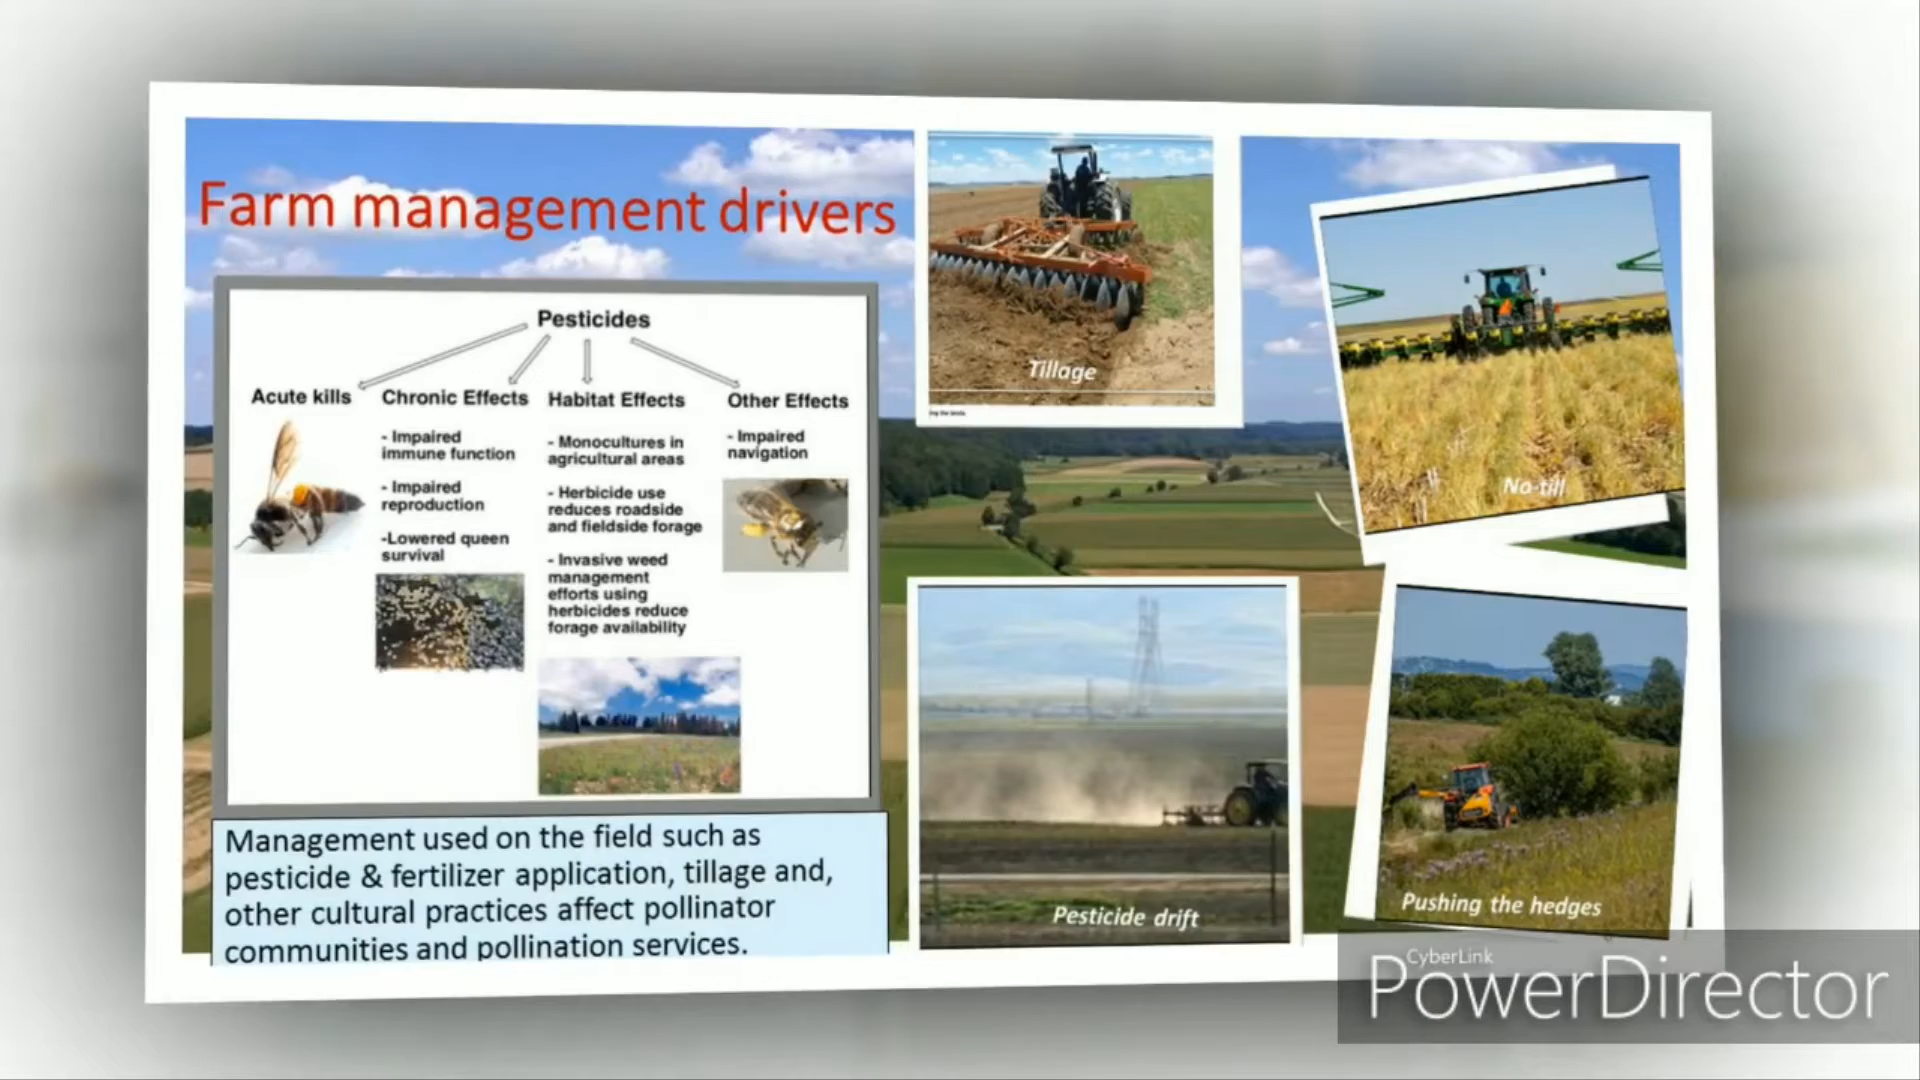 Farm management drivers
Pesticides
Acute kills
Chronic Effects
- Impaired
immune function
- Impaired
reproduction
-Lowered queen
survival
Habitat Effects
- Monocultures in
agricultural areas
- Herbicide use
reduces roadside
and fieldside forage
- Invasive weed
management
efforts using
herbicides reduce
forage availability
Other Effects
- Impaired
navigation
Management used on the field such as
pesticide & fertilizer application, tillage and,
other cultural practices affect pollinator
communities and pollination services.
Tillage
No-till
Pesticide drift
Pushing the hedges
CyberLink
PowerDirector